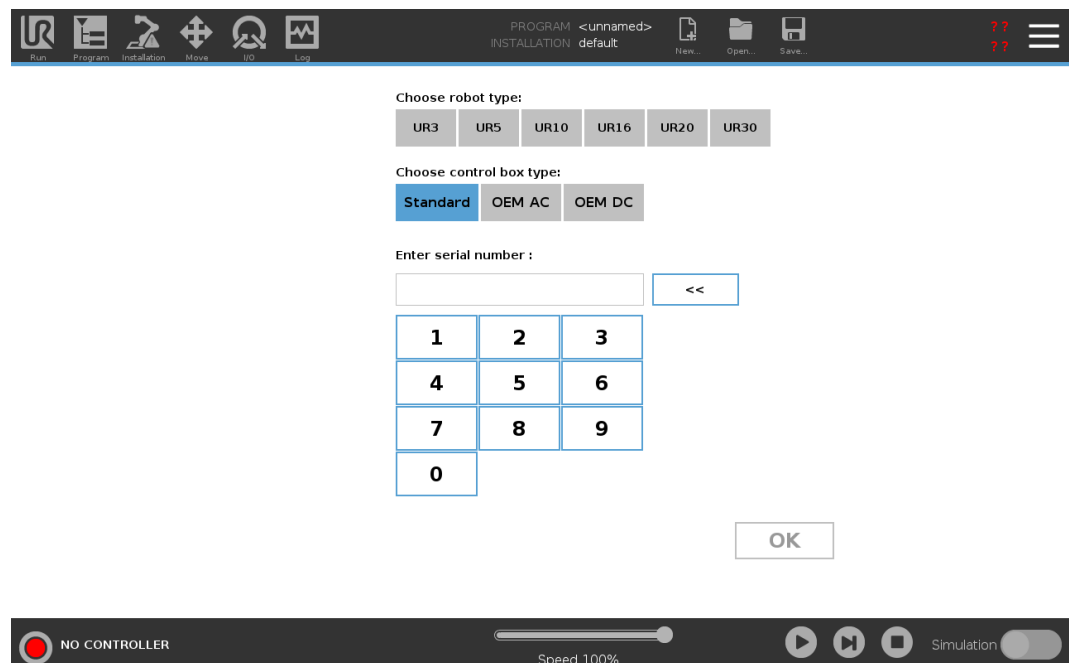 PROGRAM <unnamed>
INSTALLATION default
? ?
? ?
Run Program Installation Move I/O Log New... Open... Save...
Choose robot type:
UR3 UR5 UR10 UR16 UR20 UR30
Choose control box type:
Standard OEM AC OEM DC
Enter serial number :
<<
1 2 3
4 5 6
7 8 9
0
OK
NO CONTROLLER
Speed 100%
Simulation